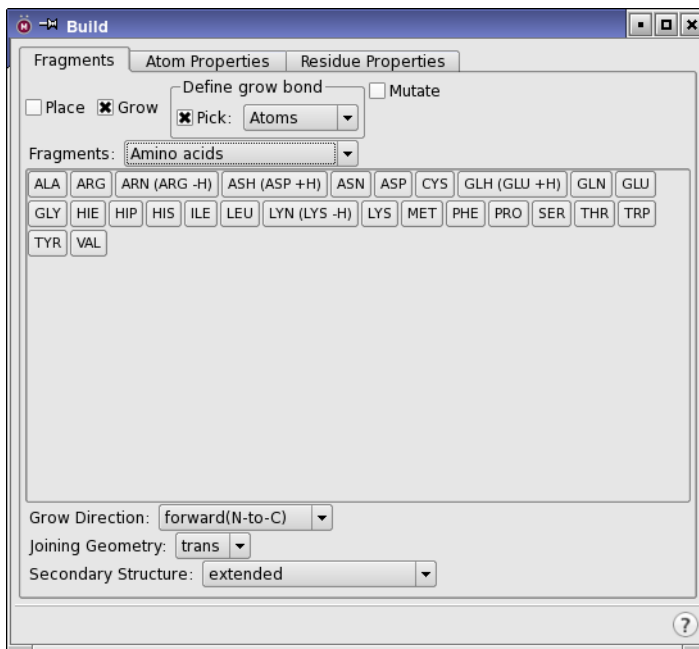 Build
Fragments Atom Properties Residue Properties
Define grow bond
Place Grow Pick: Atoms Mutate
Fragments: Amino acids
ALA ARG ARN (ARG -H) ASH (ASP +H) ASN ASP CYS GLH (GLU +H) GLN GLU
GLY HIE HIP HIS ILE LEU LYN (LYS -H) LYS MET PHE PRO SER THR TRP
TYR VAL
Grow Direction: forward(N-to-C)
Joining Geometry: trans
Secondary Structure: extended
?